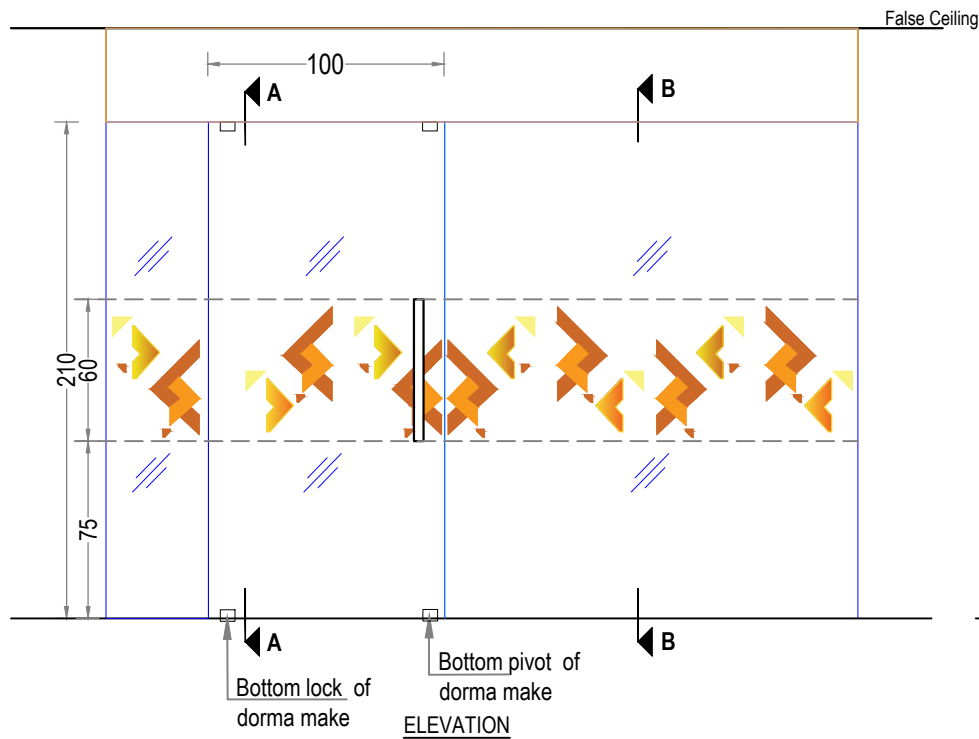 False Ceiling
100
A
B
210
60
75
A
B
Bottom lock of
dorma make
Bottom pivot of
dorma make
ELEVATION